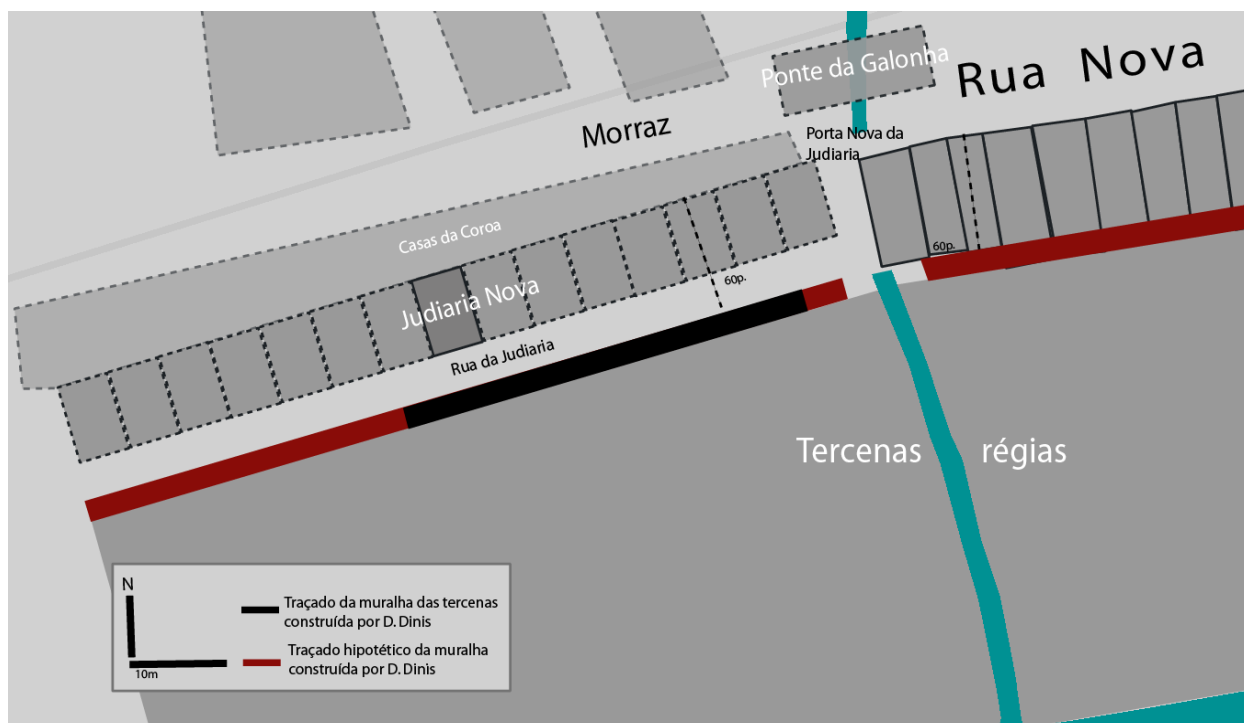 Ponte da Galonha
Rua Nova
Morraz
Porta Nova da
Judiaria
Casas da Coroa
60p.
60p.
Judiaria Nova
Rua da Judiaria
Tercenas régias
N
10m
Traçado da muralha das tercenas
construída por D. Dinis
Traçado hipotético da muralha
construída por D. Dinis